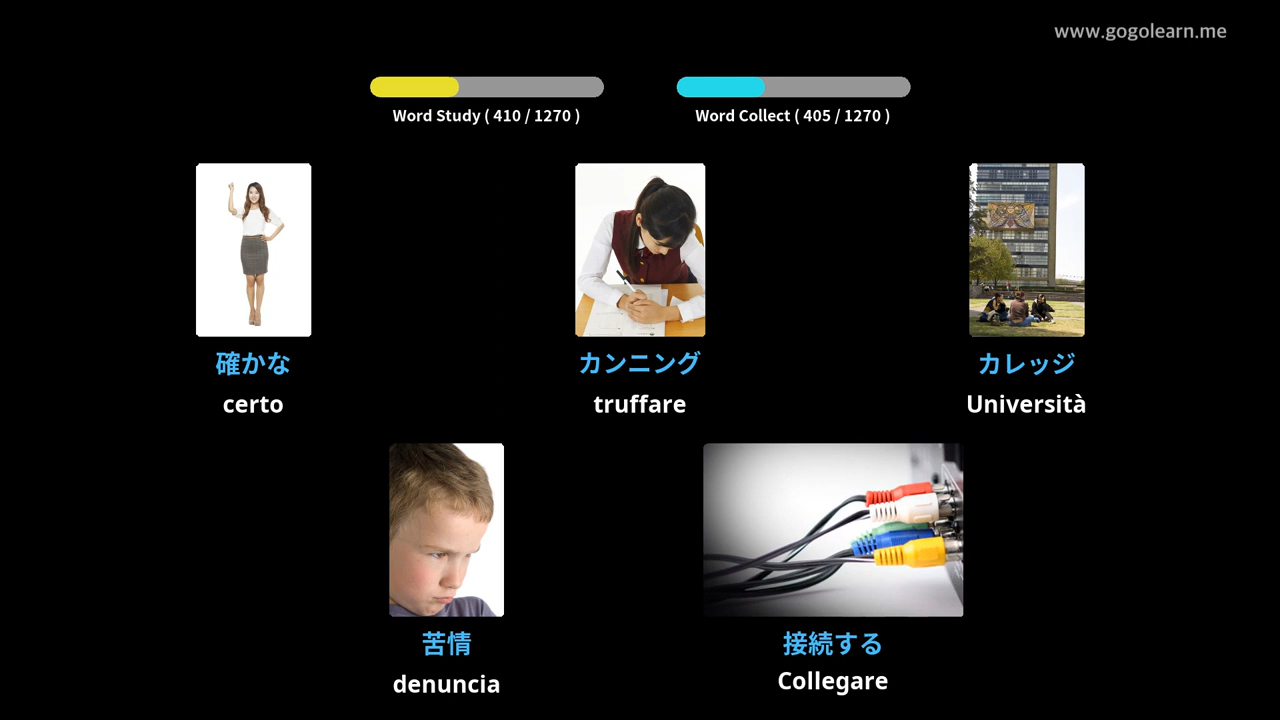 www.gogolearn.me
Word Study ( 410 / 1270 )
Word Collect ( 405 / 1270 )
確かな
certo
カンニング
truffare
カレッジ
Università
苦情
denuncia
接続する
Collegare